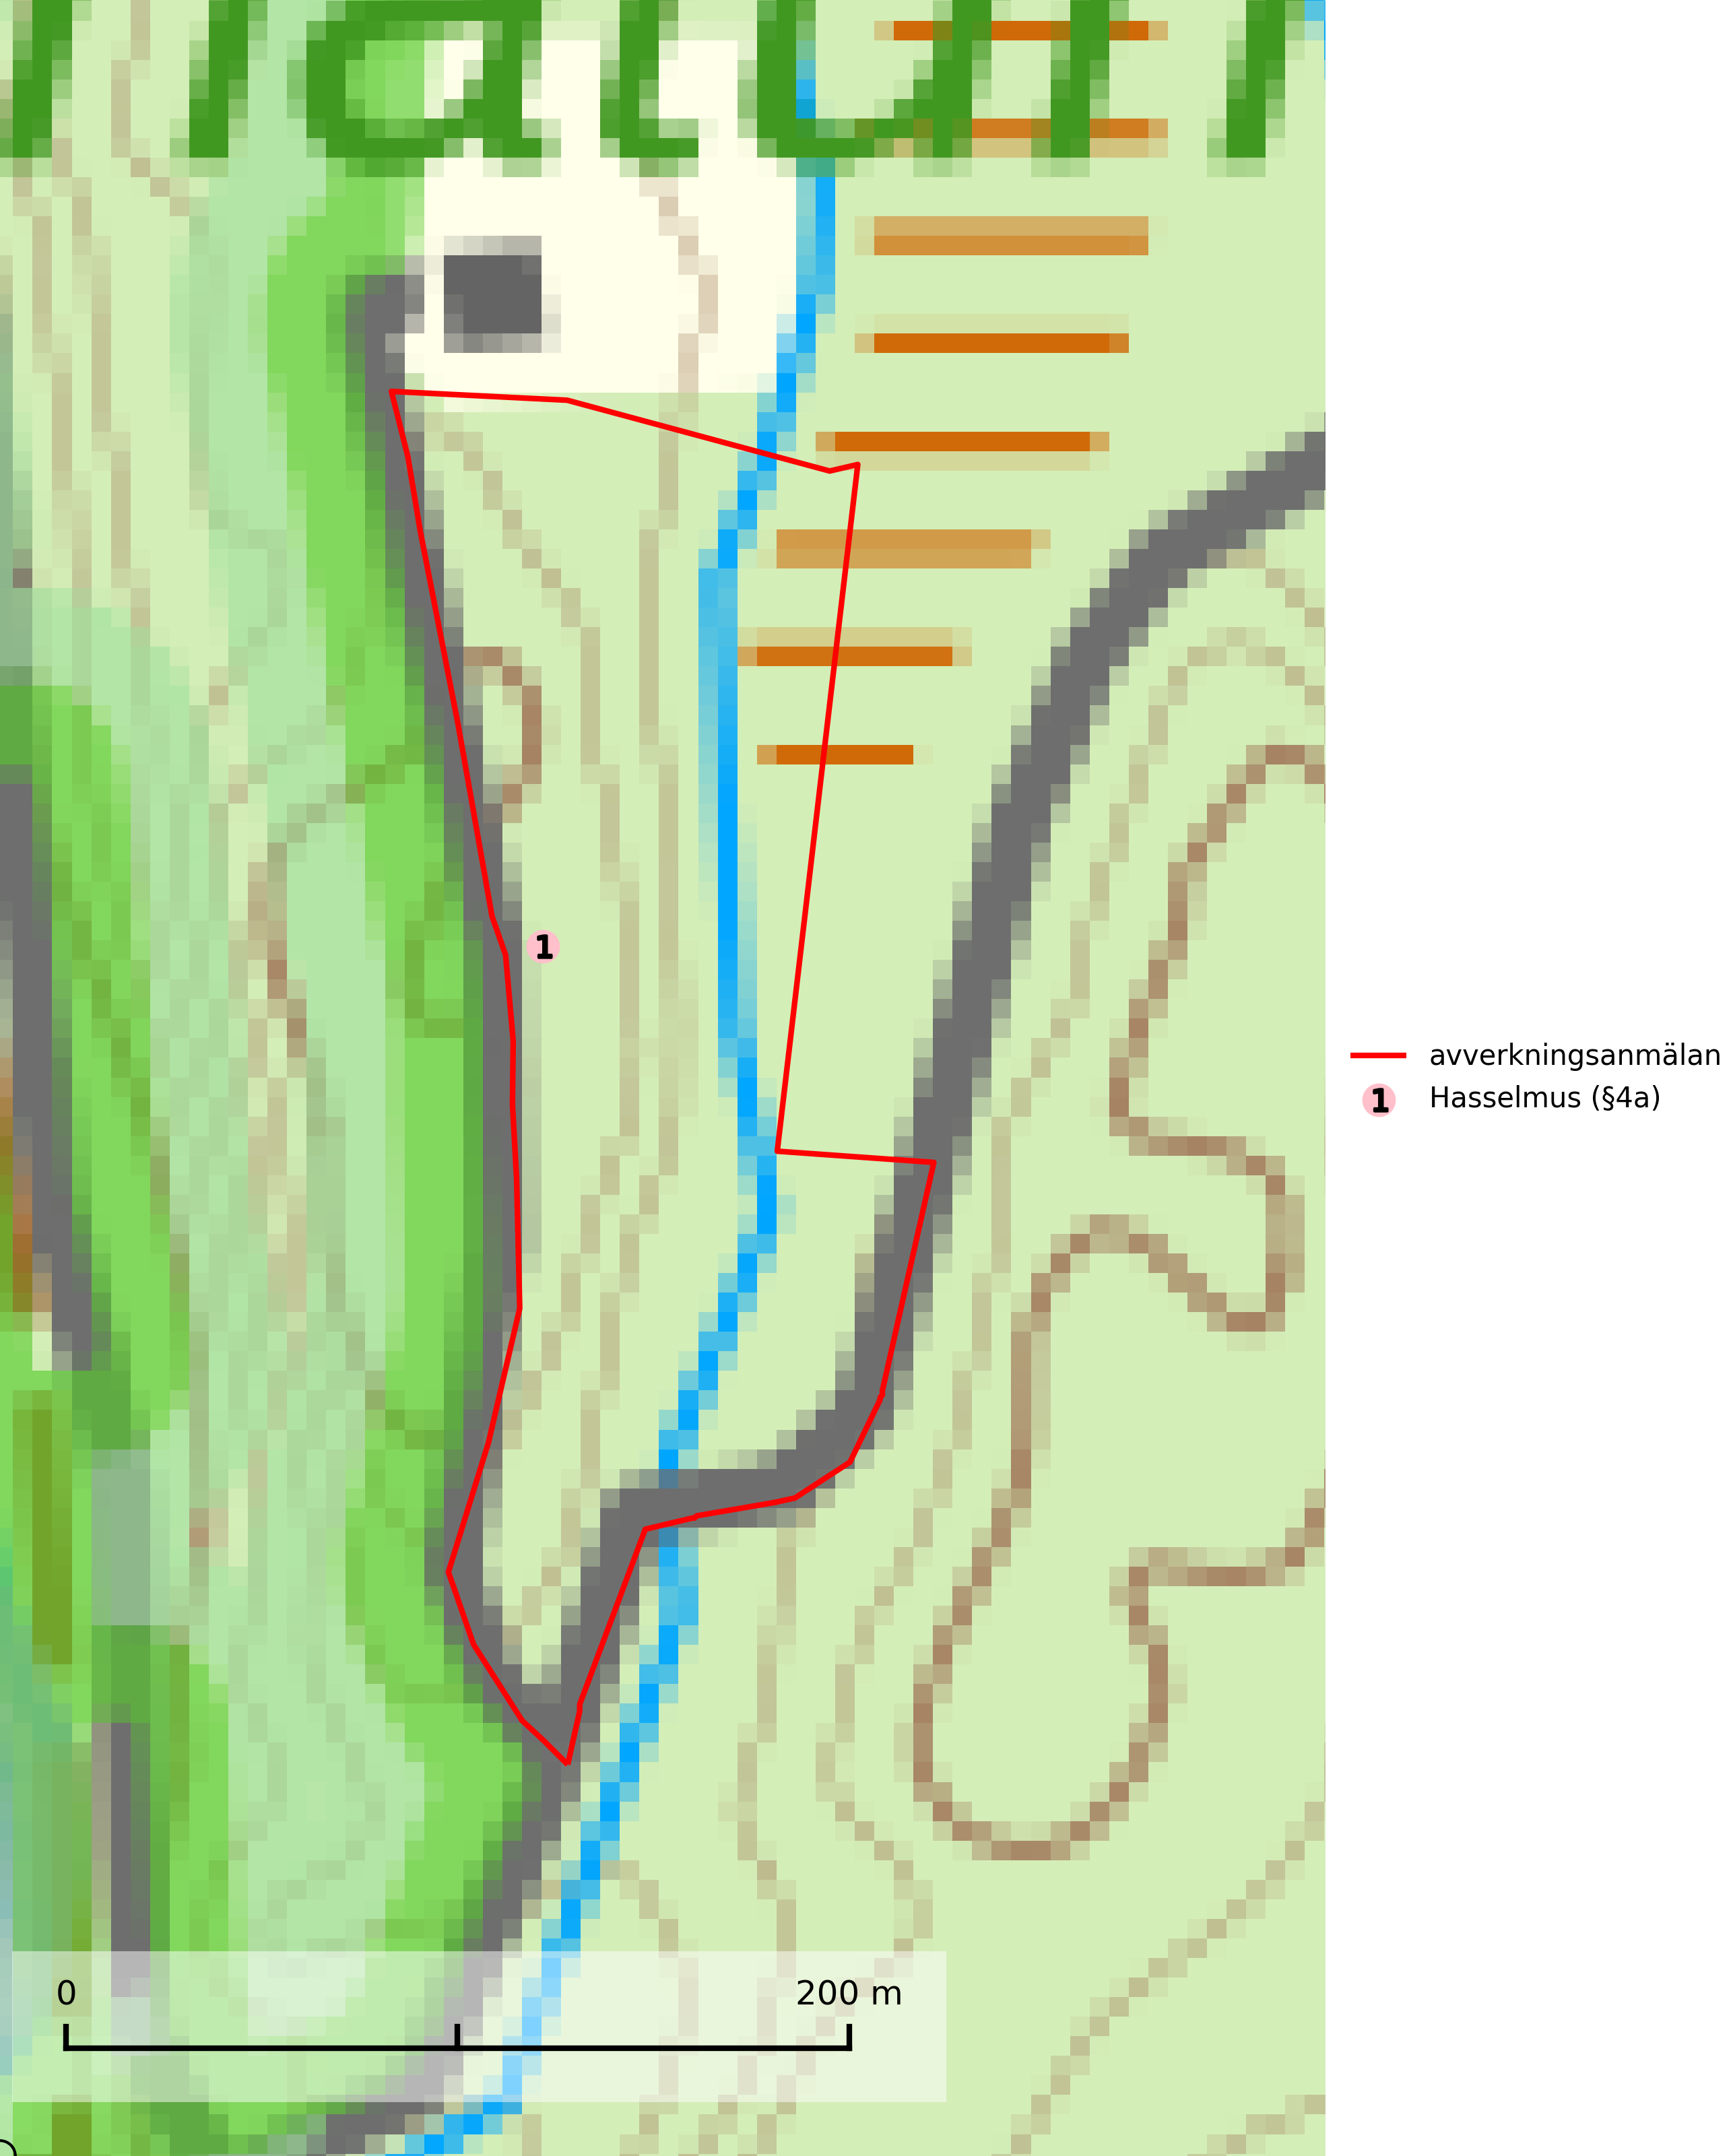 1
avverkningsanmälan
1 Hasselmus (§4a)
0 200 m